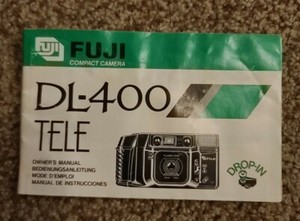 FUJI
FUJI
COMPACT CAMERA
DL-400
TELE
OWNER'S MANUAL
BEDIENUNGSANLEITUNG
MODE D'EMPLOI
MANUAL DE INSTRUCCIONES
DROP-IN